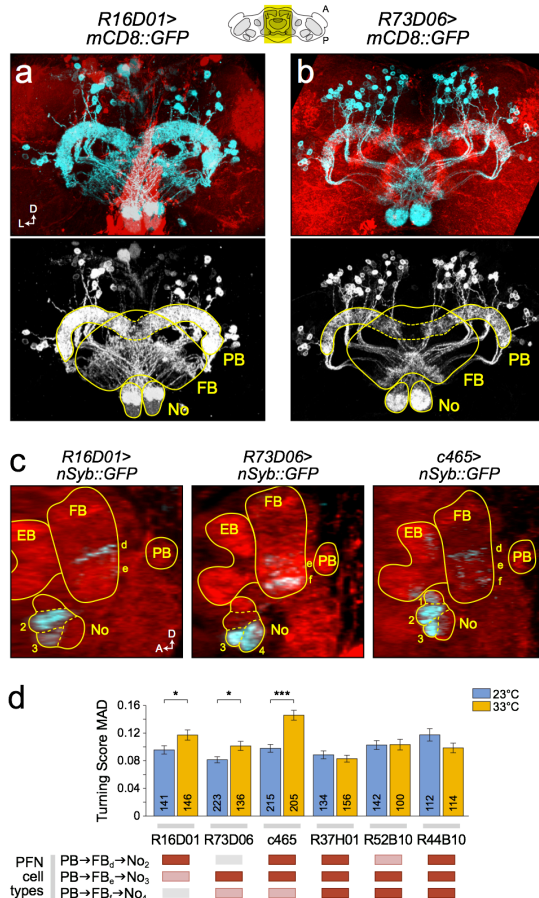 R16D01>
mCD8::GFP
A
P
R73D06>
mCD8::GFP
a
D
L
b
PB
FB
No
PB
FB
No
c
R16D01>
nSyb::GFP
R73D06>
nSyb::GFP
c465>
nSyb::GFP
FB
EB
d
PB
e
2
No
3
D
A
FB
EB
e
PB
f
No
3
4
FB
EB
d
e
PB
f
1
2
No
3
d
23°C
33°C
Turning Score MAD
0.16
0.12
0.08
0.04
0
*
*
***
141
146
223
136
215
205
134
156
142
100
112
114
R16D01
R73D06
c465
R37H01
R52B10
R44B10
PFN
cell
types
PB→FBd→No2
PB→FBe→No3